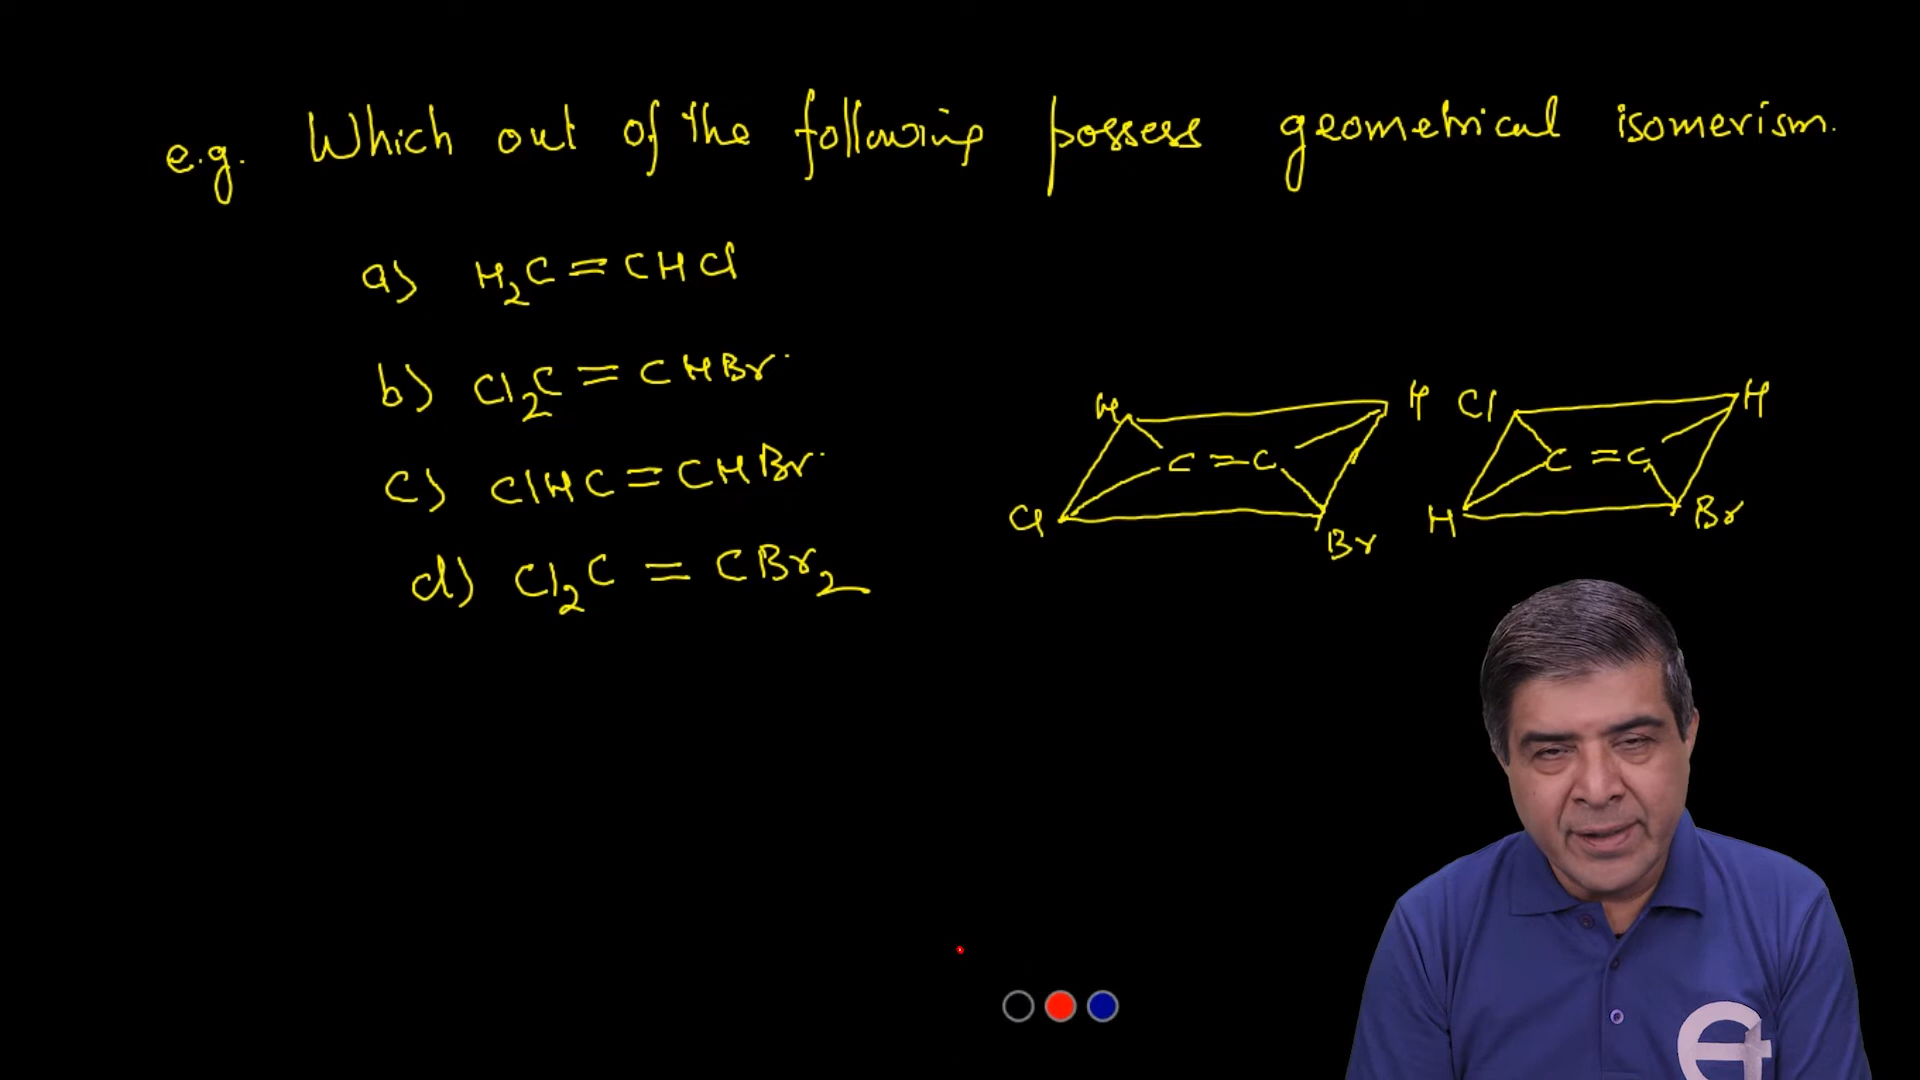 e.g. Which out of the following possess geometrical isomerism.
a) H₂C = CHCl
b) Cl₂C = CHBr
c) ClHC = CHBr
d) Cl₂C = CBr₂
H H Cl H
C = C C = C
Cl Br H Br